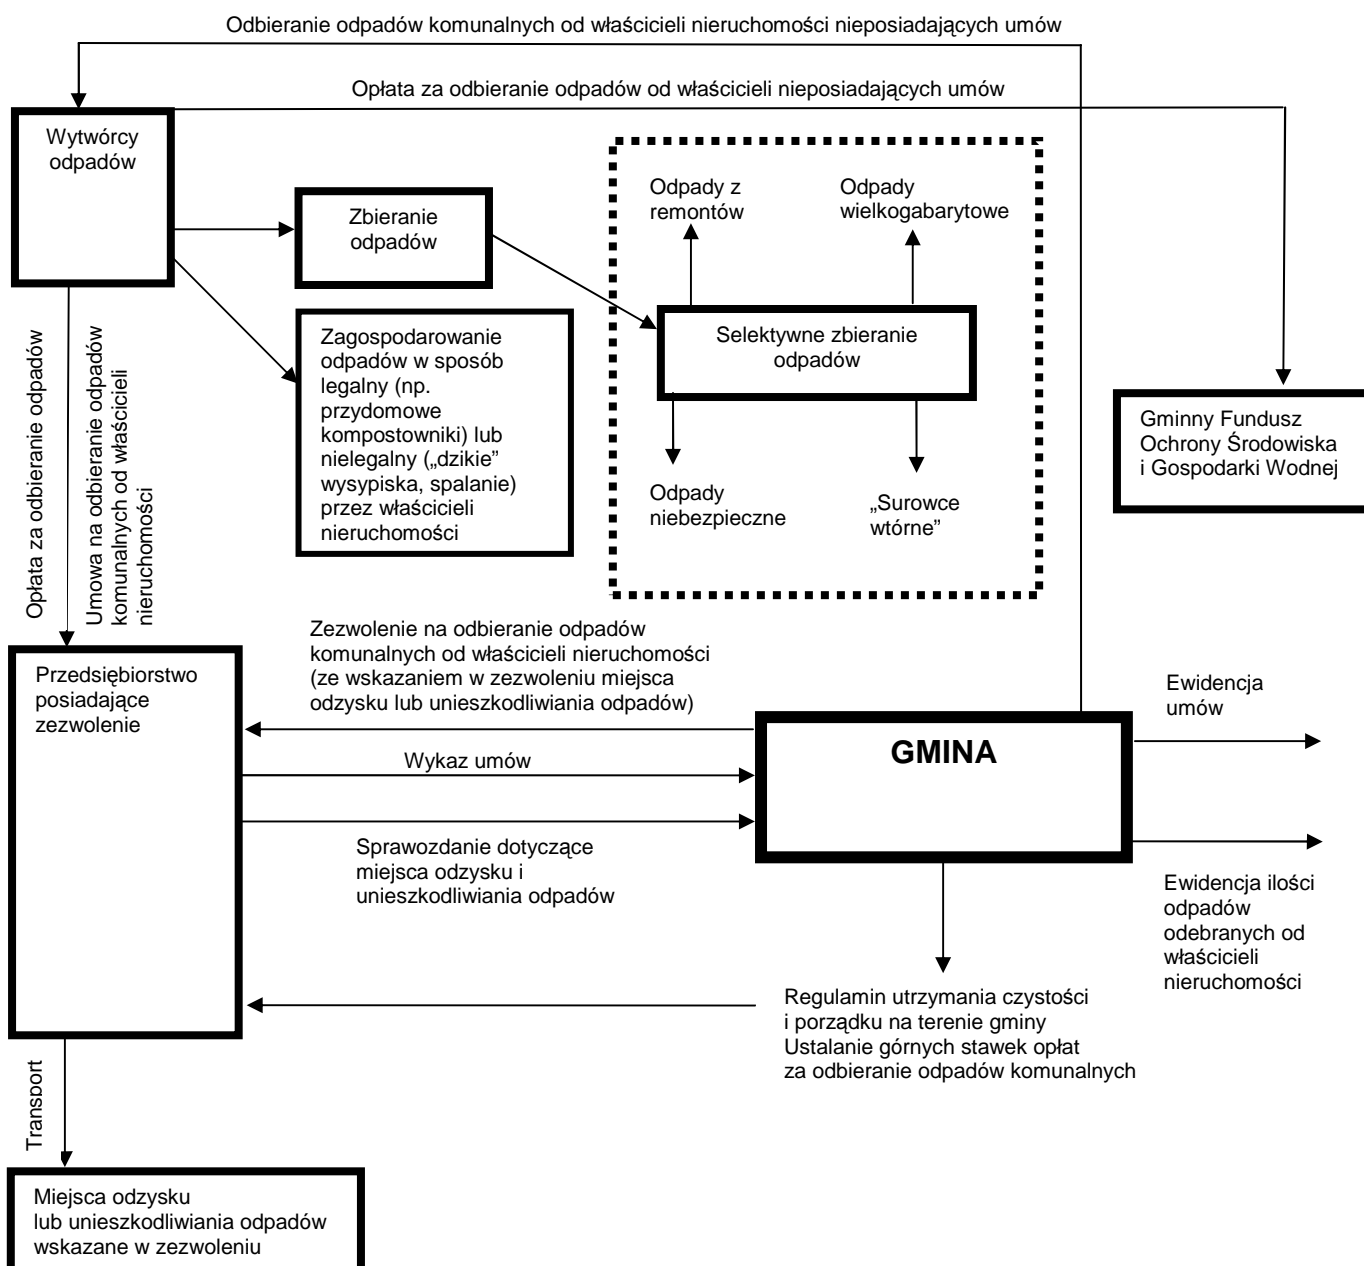 Odbieranie odpadów komunalnych od właścicieli nieruchomości nieposiadających umów
Opłata za odbieranie odpadów od właścicieli nieposiadających umów
Wytwórcy
odpadów
Zbieranie
odpadów
Odpady z
remontów
Odpady
wielkogabarytowe
Selektywne zbieranie
odpadów
Odpady
niebezpieczne
„Surowce
wtórne”
Zagospodarowanie
odpadów w sposób
legalny (np.
przydomowe
kompostowniki) lub
nielegalny („dzikie”
wysypiska, spalanie)
przez właścicieli
nieruchomości
Gminny Fundusz
Ochrony Środowiska
i Gospodarki Wodnej
Opłata za odbieranie odpadów
Umowa na odbieranie odpadów
komunalnych od właścicieli
nieruchomości
Zezwolenie na odbieranie odpadów
komunalnych od właścicieli nieruchomości
(ze wskazaniem w zezwoleniu miejsca
odzysku lub unieszkodliwiania odpadów)
Przedsiębiorstwo
posiadające
zezwolenie
Wykaz umów
GMINA
Ewidencja
umów
Sprawozdanie dotyczące
miejsca odzysku i
unieszkodliwiania odpadów
Ewidencja ilości
odpadów
odebranych od
właścicieli
nieruchomości
Regulamin utrzymania czystości
i porządku na terenie gminy
Ustalanie górnych stawek opłat
za odbieranie odpadów komunalnych
Transport
Miejsca odzysku
lub unieszkodliwiania odpadów
wskazane w zezwoleniu